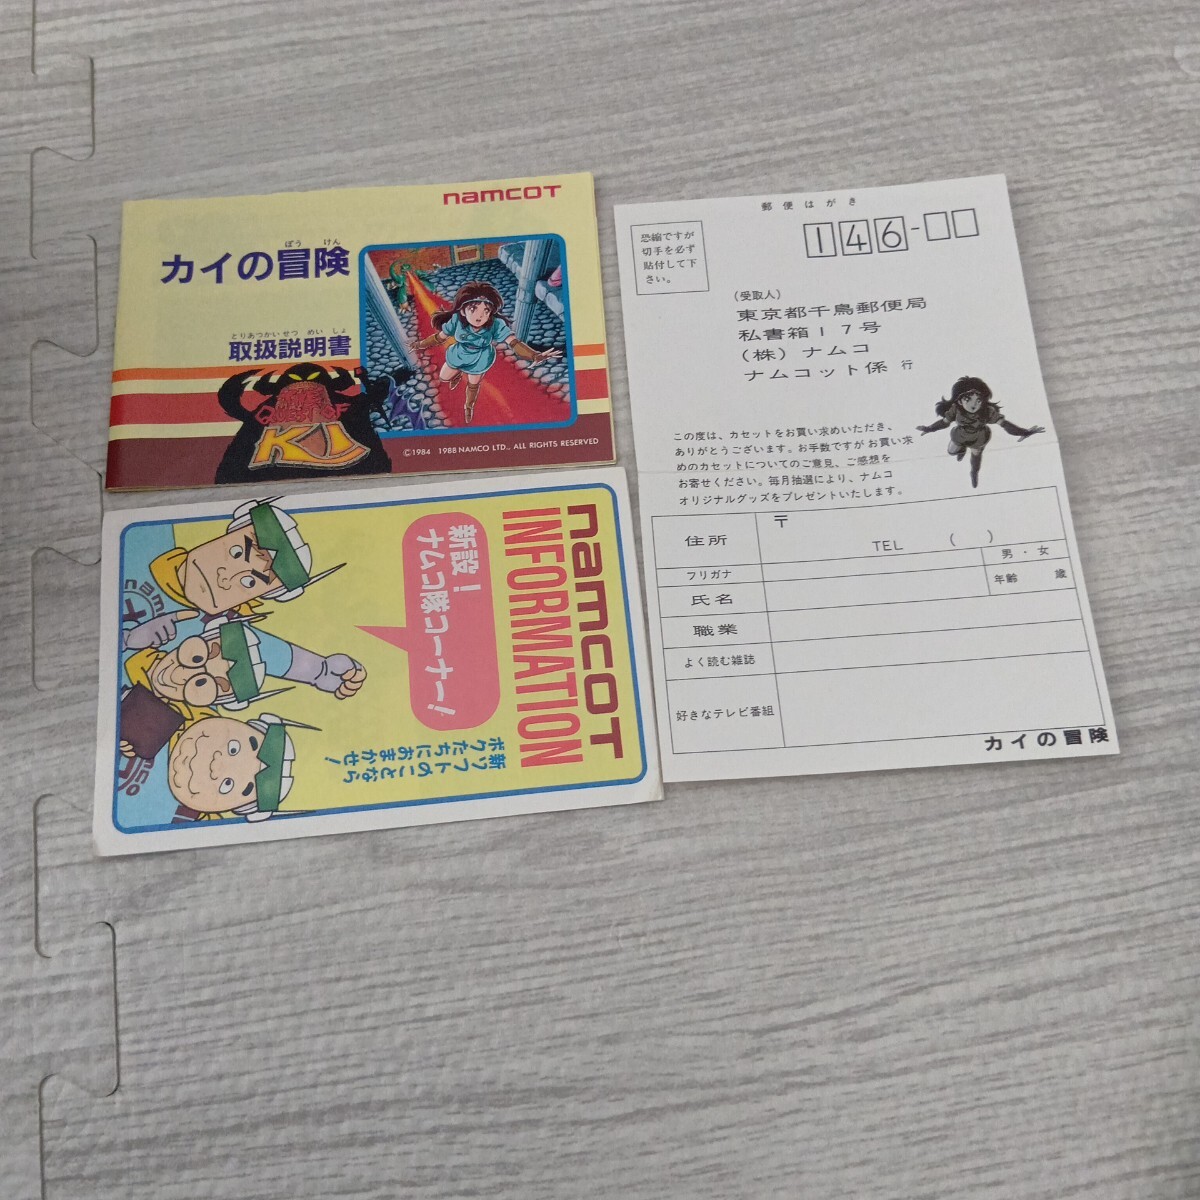 namcot
ぼう けん
カイの冒険
とりあつかいせつ めい しょ
取扱説明書
THE
QUEST OF
KI
©1984 1988 NAMCO LTD., ALL RIGHTS RESERVED
namcot
INFORMATION
新設!
ナムコ隊コーナー!
新ソフトのことなら
ボクたちにおまかせ!
郵便はがき
恐縮ですが
切手を必ず
貼付して下
さい。
146-
(受取人)
東京都千鳥郵便局
私書箱17号
(株)ナムコ
ナムコット係 行
この度は、カセットをお買い求めいただき、
ありがとうございます。お手数ですがお買い求
めのカセットについてのご意見、ご感想を
お寄せください。毎月抽選により、ナムコ
オリジナルグッズをプレゼントいたします。
住所
〒
TEL ( )
フリガナ
男・女
氏名
年齢 歳
職業
よく読む雑誌
好きなテレビ番組
カイの冒険